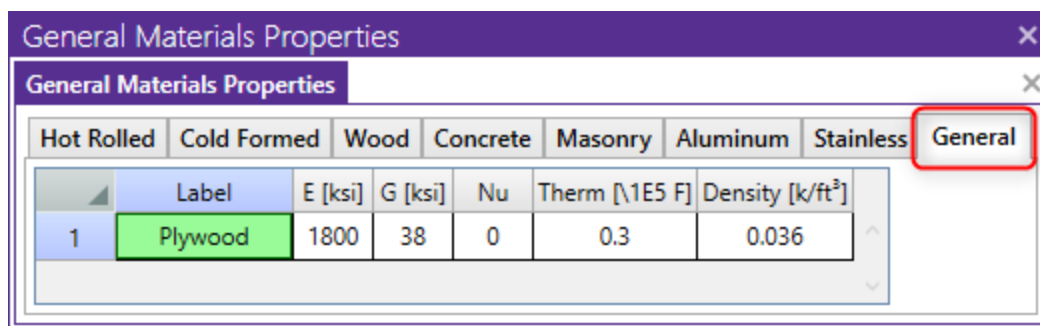 General Materials Properties
General Materials Properties
Hot Rolled Cold Formed Wood Concrete Masonry Aluminum Stainless General
Label E [ksi] G [ksi] Nu Therm [\1E5 F] Density [k/ft³]
1 Plywood 1800 38 0 0.3 0.036